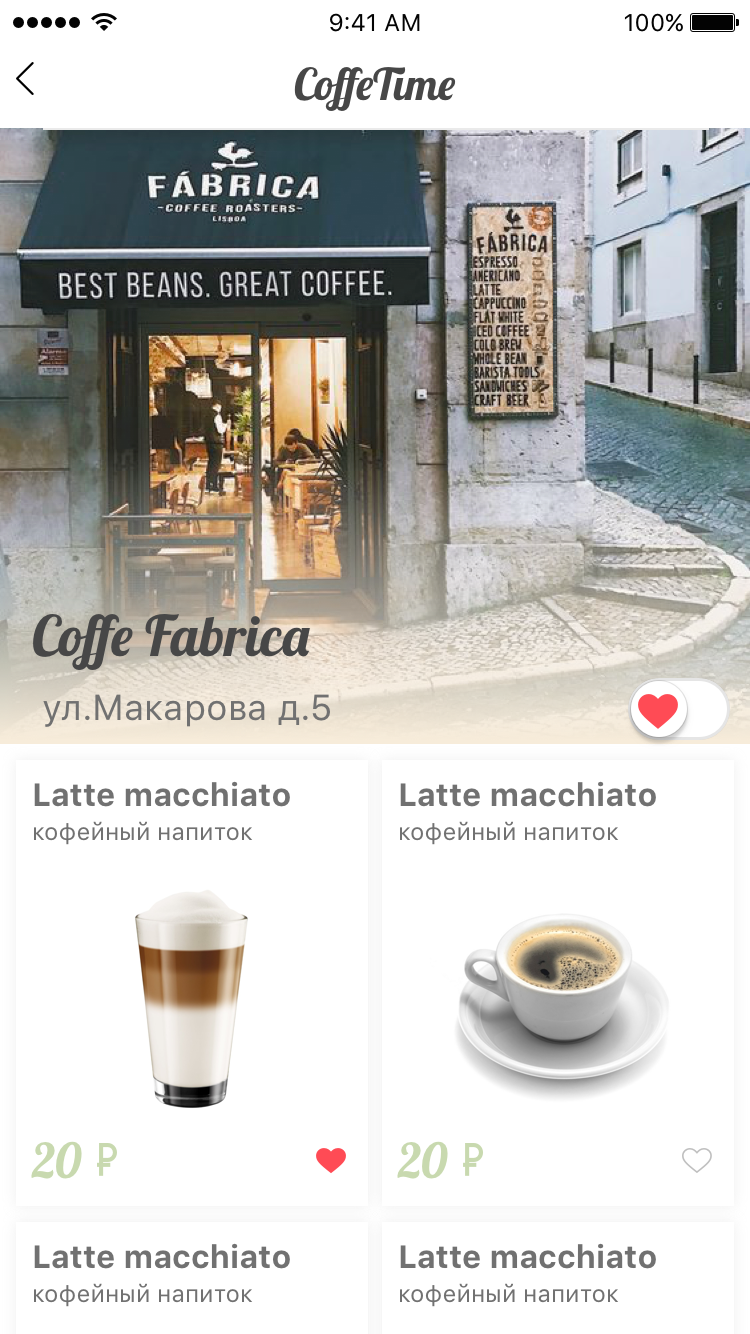 9:41 AM 100%
CoffeTime
FÁBRICA
-COFFEE ROASTERS-
LISBOA
BEST BEANS. GREAT COFFEE.
FÁBRICA
ESPRESSO
AMERICANO
LATTE
CAPPUCCINO
FLAT WHITE
ICED COFFEE
COLD BREW
WHOLE BEAN
BARISTA TOOLS
SANDWICHES
CRAFT BEER
Coffe Fabrica
ул.Макарова д.5
Latte macchiato
кофейный напиток
20 ₽
Latte macchiato
кофейный напиток
20 ₽
Latte macchiato
кофейный напиток
Latte macchiato
кофейный напиток